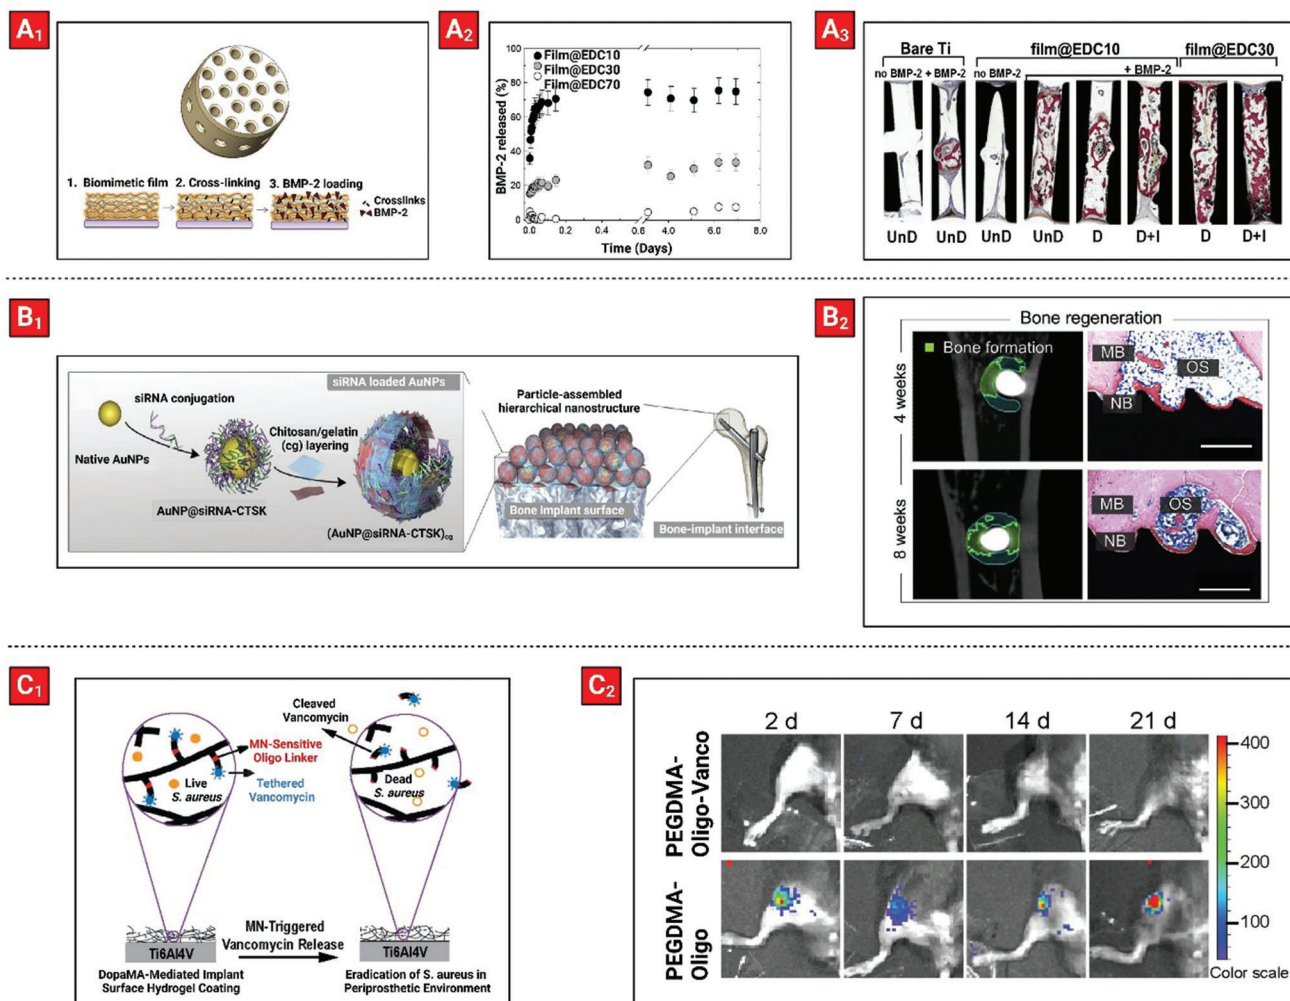 A1
1. Biomimetic film
2. Cross-linking
3. BMP-2 loading
Crosslinks
BMP-2
A2
BMP-2 released (%)
100
80
60
40
20
0
Film@EDC10
Film@EDC30
Film@EDC70
0.0 0.2 6.0 4.0 6.0 8.0
Time (Days)
A3
Bare Ti
film@EDC10
film@EDC30
no BMP-2
+ BMP-2
no BMP-2
+ BMP-2
UnD
UnD
UnD
UnD
D
D+I
D
D+I
B1
siRNA conjugation
Native AuNPs
AuNP@siRNA-CTSK
Chitosan/gelatin
(cg) layering
siRNA loaded AuNPs
(AuNP@siRNA-CTSK)cg
Particle-assembled
hierarchical nanostructure
Bone implant surface
Bone-implant interface
B2
Bone regeneration
4 weeks
Bone formation
MB
OS
NB
8 weeks
MB
OS
NB
C1
Live
S. aureus
Cleaved
Vancomycin
MN-Sensitive
Oligo Linker
Tethered
Vancomycin
Dead
S. aureus
Ti6Al4V
MN-Triggered
Vancomycin Release
Ti6Al4V
DopaMA-Mediated Implant
Surface Hydrogel Coating
Eradication of S. aureus in
Periprosthetic Environment
C2
2 d
7 d
14 d
21 d
PEGDMA-
Oligo-Vanco
PEGDMA-
Oligo
400
300
200
100
Color scale